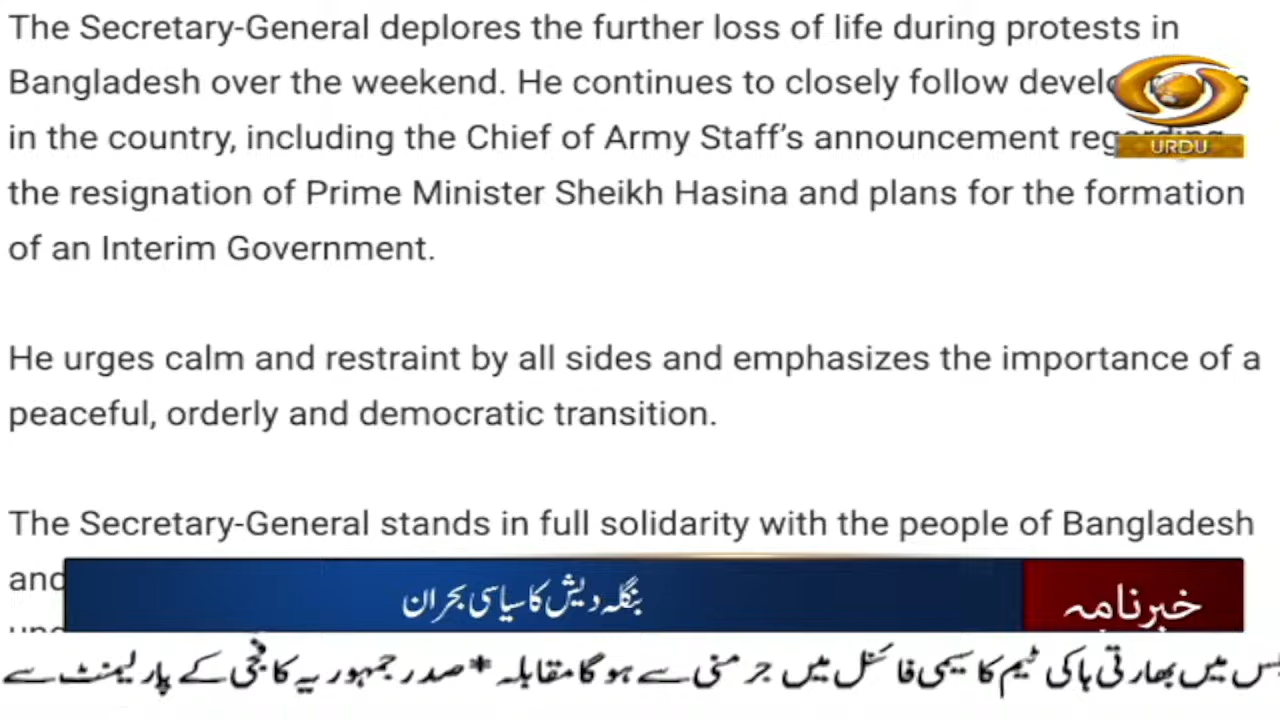 The Secretary-General deplores the further loss of life during protests in
Bangladesh over the weekend. He continues to closely follow
in the country, including the Chief of Army Staff's announcement regarding
URDU
the resignation of Prime Minister Sheikh Hasina and plans for the formation
of an Interim Government.
He urges calm and restraint by all sides and emphasizes the importance of a
peaceful, orderly and democratic transition.
The Secretary-General stands in full solidarity with the people of Bangladesh
and
بنگلہ دیش کا سیاسی بحران
خبرنامہ
میں بھارتی ہاکی ٹیم کا سیمی فائنل میں جرمنی سے ہو گا مقابلہ * صدر جمہوریہ کا فجی کے پارلیمنٹ سے